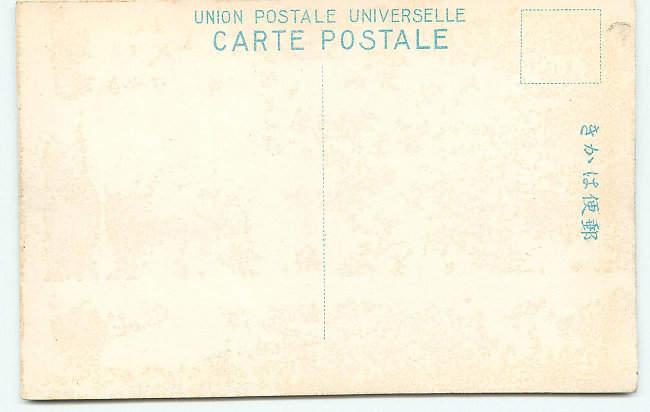 UNION POSTALE UNIVERSELLE
CARTE POSTALE
郵便はかき